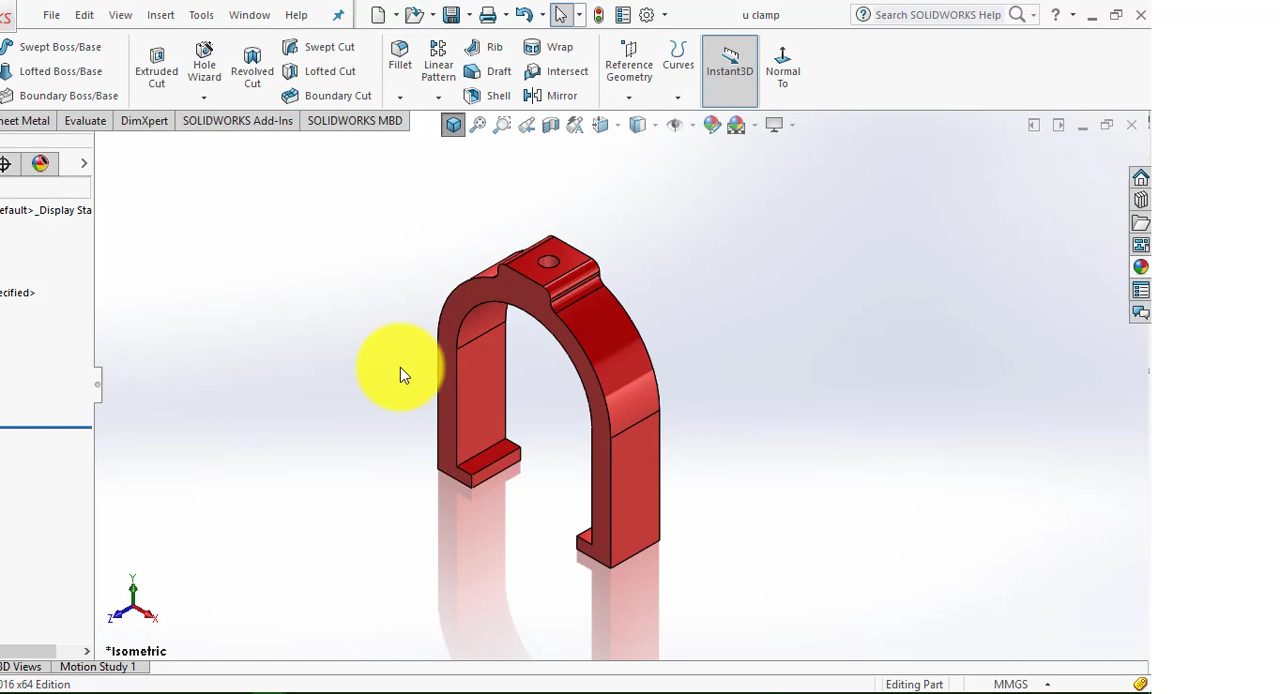 KS File Edit View Insert Tools Window Help u clamp Search SOLIDWORKS Help ?
Swept Boss/Base
Lofted Boss/Base
Boundary Boss/Base
Extruded Cut
Hole Wizard
Revolved Cut
Swept Cut
Lofted Cut
Boundary Cut
Fillet
Linear Pattern
Rib
Draft
Shell
Wrap
Intersect
Mirror
Reference Geometry
Curves
Instant3D
Normal To
heet Metal Evaluate DimXpert SOLIDWORKS Add-Ins SOLIDWORKS MBD
efault>_Display Sta
ecified>
Y
Z X
*Isometric
3D Views Motion Study 1
016 x64 Edition Editing Part MMGS